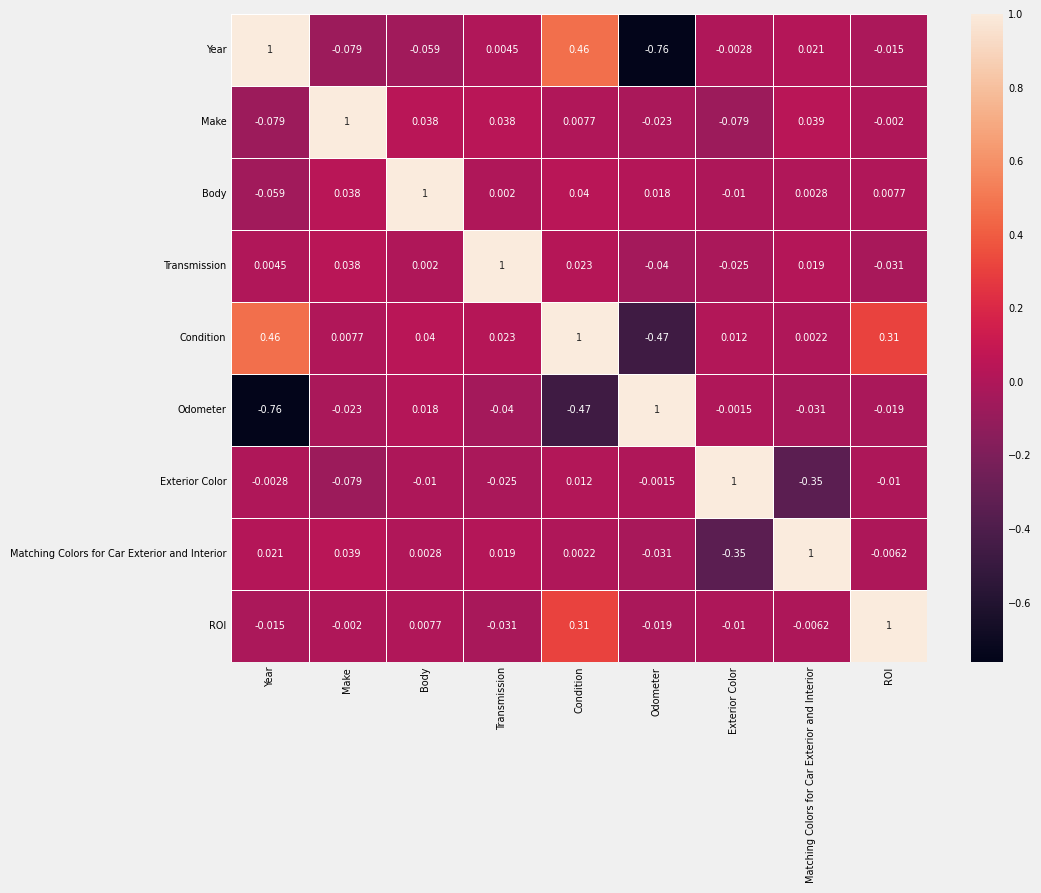 1.0
Year 1 -0.079 -0.059 0.0045 0.46 -0.76 -0.0028 0.021 -0.015
0.8
Make -0.079 1 0.038 0.038 0.0077 -0.023 -0.079 0.039 -0.002
0.6
Body -0.059 0.038 1 0.002 0.04 0.018 -0.01 0.0028 0.0077
0.4
Transmission 0.0045 0.038 0.002 1 0.023 -0.04 -0.025 0.019 -0.031
0.2
Condition 0.46 0.0077 0.04 0.023 1 -0.47 0.012 0.0022 0.31
0.0
Odometer -0.76 -0.023 0.018 -0.04 -0.47 1 -0.0015 -0.031 -0.019
−0.2
Exterior Color -0.0028 -0.079 -0.01 -0.025 0.012 -0.0015 1 -0.35 -0.01
−0.4
Matching Colors for Car Exterior and Interior 0.021 0.039 0.0028 0.019 0.0022 -0.031 -0.35 1 -0.0062
−0.6
ROI -0.015 -0.002 0.0077 -0.031 0.31 -0.019 -0.01 -0.0062 1
Year
Make
Body
Transmission
Condition
Odometer
Exterior Color
Matching Colors for Car Exterior and Interior
ROI